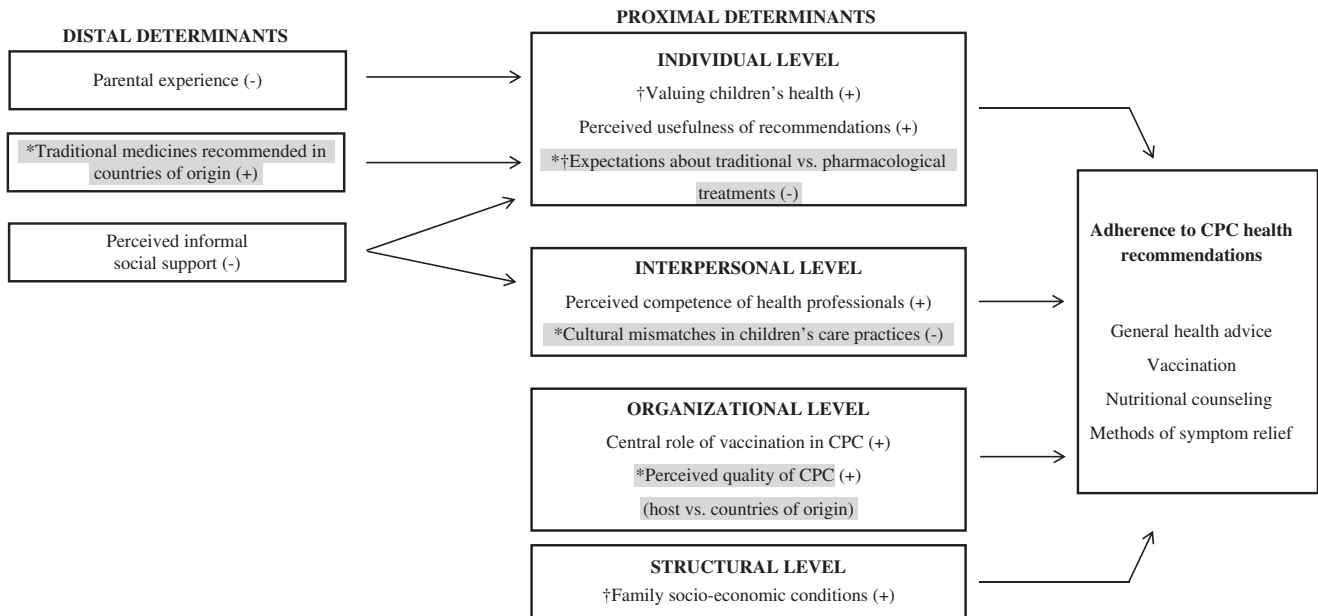 DISTAL DETERMINANTS
Parental experience (-)
*Traditional medicines recommended in
countries of origin (+)
Perceived informal
social support (-)
PROXIMAL DETERMINANTS
INDIVIDUAL LEVEL
†Valuing children’s health (+)
Perceived usefulness of recommendations (+)
*†Expectations about traditional vs. pharmacological
treatments (-)
INTERPERSONAL LEVEL
Perceived competence of health professionals (+)
*Cultural mismatches in children’s care practices (-)
ORGANIZATIONAL LEVEL
Central role of vaccination in CPC (+)
*Perceived quality of CPC (+)
(host vs. countries of origin)
STRUCTURAL LEVEL
†Family socio-economic conditions (+)
Adherence to CPC health
recommendations
General health advice
Vaccination
Nutritional counseling
Methods of symptom relief